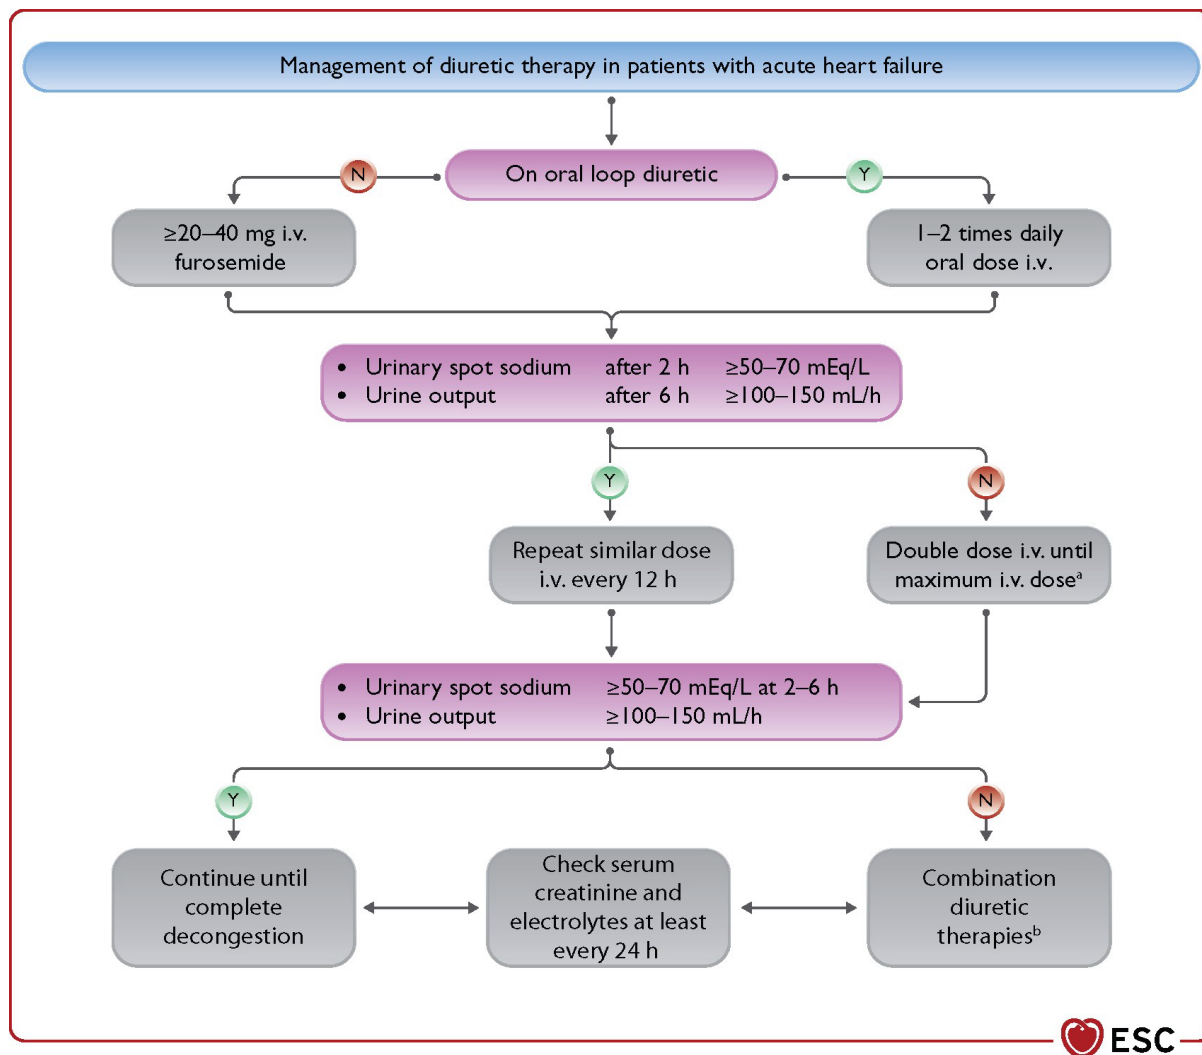 Management of diuretic therapy in patients with acute heart failure
On oral loop diuretic
N
Y
≥20–40 mg i.v.
furosemide
1–2 times daily
oral dose i.v.
• Urinary spot sodium after 2 h ≥50–70 mEq/L
• Urine output after 6 h ≥100–150 mL/h
Y
N
Repeat similar dose
i.v. every 12 h
Double dose i.v. until
maximum i.v. doseᵃ
• Urinary spot sodium ≥50–70 mEq/L at 2–6 h
• Urine output ≥100–150 mL/h
Y
N
Continue until
complete
decongestion
Check serum
creatinine and
electrolytes at least
every 24 h
Combination
diuretic
therapiesᵇ
ESC